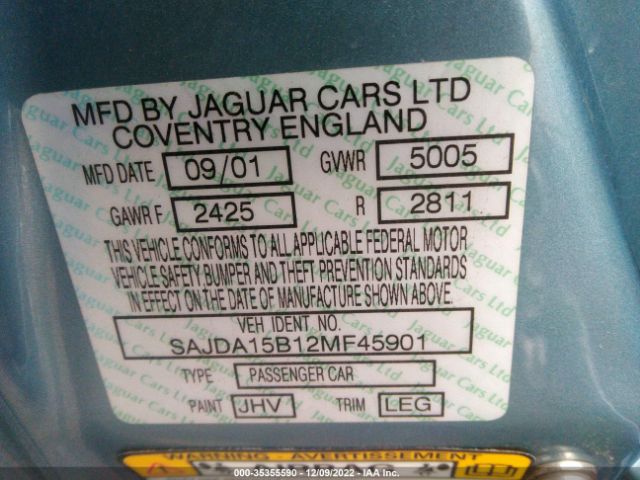 MFD BY JAGUAR CARS LTD
COVENTRY ENGLAND
MFD DATE 09/01 GVWR 5005
GAWR F 2425 R 2811
THIS VEHICLE CONFORMS TO ALL APPLICABLE FEDERAL MOTOR
VEHICLE SAFETY, BUMPER AND THEFT PREVENTION STANDARDS
IN EFFECT ON THE DATE OF MANUFACTURE SHOWN ABOVE.
VEH IDENT. NO.
SAJDA15B12MF45901
TYPE PASSENGER CAR
PAINT JHV TRIM LEG
WARNING - AVERTISSEMENT
000-35355590 - 12/09/2022 - IAA Inc.